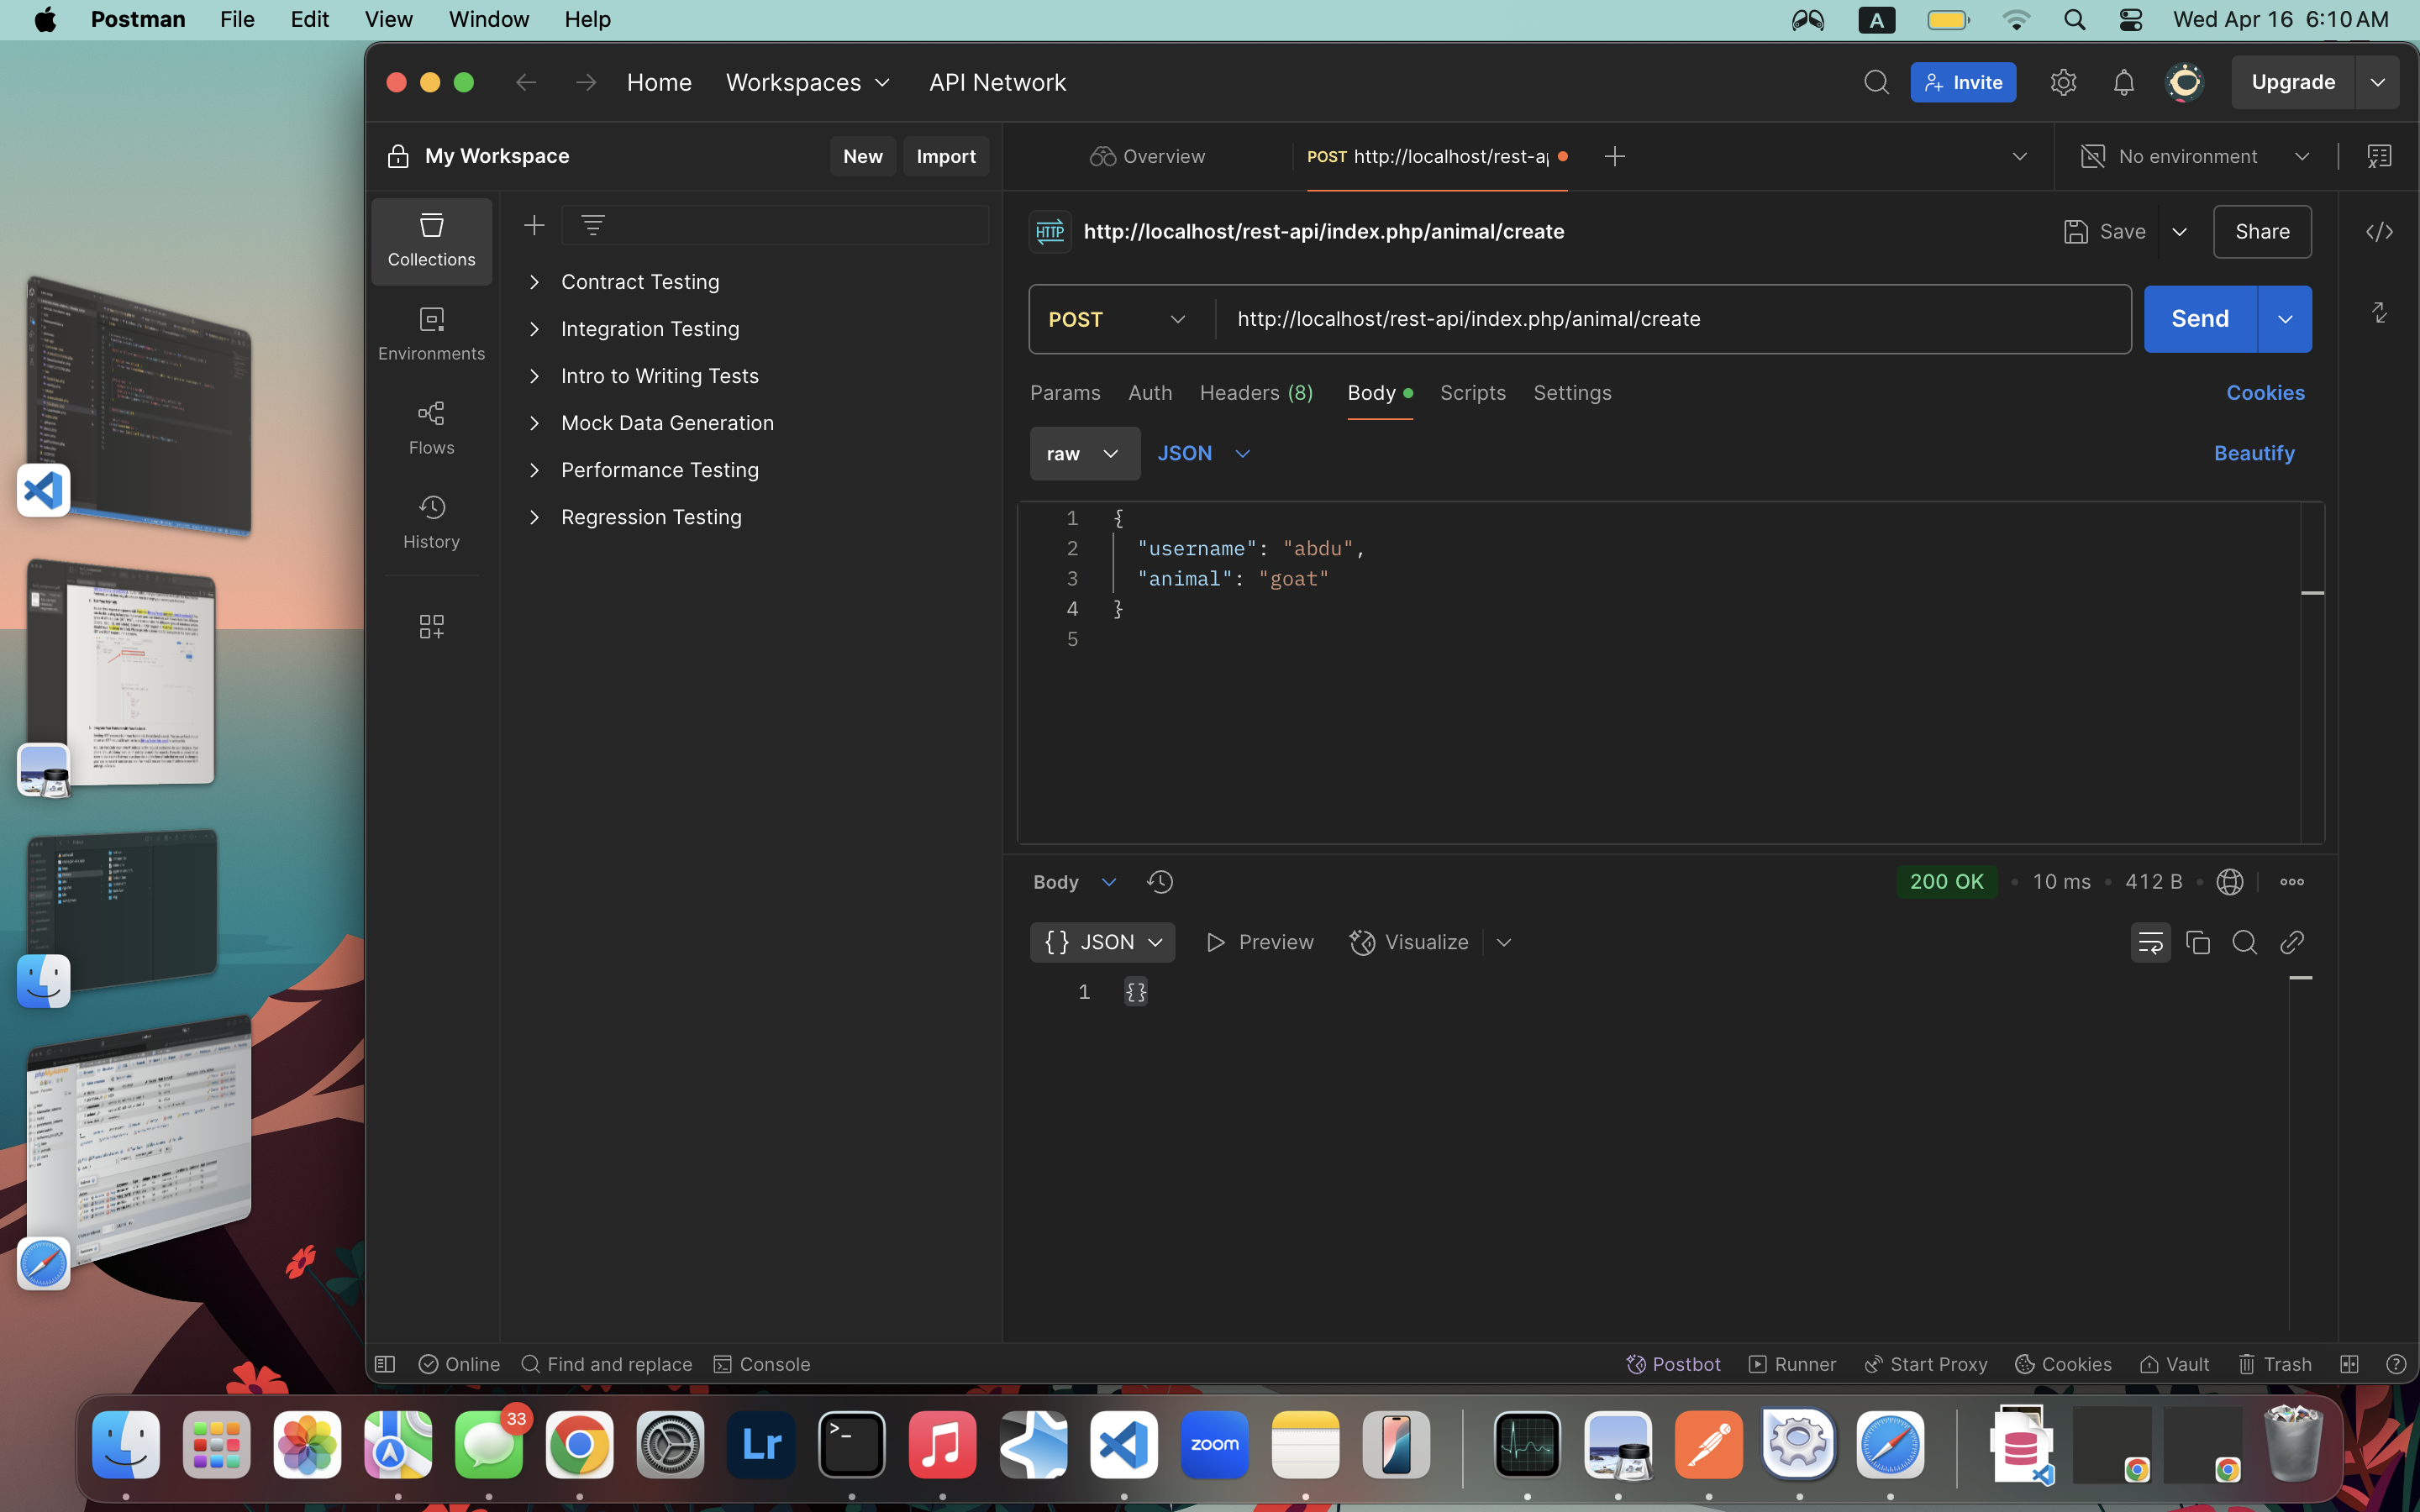 Postman File Edit View Window Help
A
Wed Apr 16 6:10 AM
Home Workspaces API Network
Invite
Upgrade
My Workspace
New Import
Overview
POST http://localhost/rest-ap
No environment
Collections
Environments
Flows
History
Contract Testing
Integration Testing
Intro to Writing Tests
Mock Data Generation
Performance Testing
Regression Testing
HTTP http://localhost/rest-api/index.php/animal/create
Save Share
POST http://localhost/rest-api/index.php/animal/create
Send
Params Auth Headers (8) Body Scripts Settings Cookies
raw JSON Beautify
1 {
2 "username": "abdu",
3 "animal": "goat"
4 }
5
Body 200 OK • 10 ms • 412 B
{} JSON Preview Visualize
1 {}
Online Find and replace Console
Postbot Runner Start Proxy Cookies Vault Trash
33
Lr
zoom